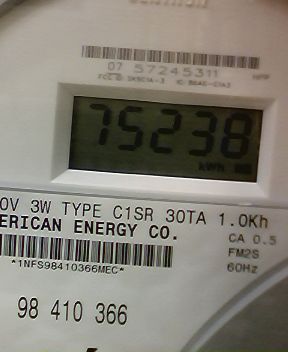 07 57245311
75238
kWh
0V 3W TYPE C1SR 30TA 1.0Kh
ERICAN ENERGY CO.
CA 0.5
*1NFS98410366MEC*
FM2S
60Hz
98 410 366